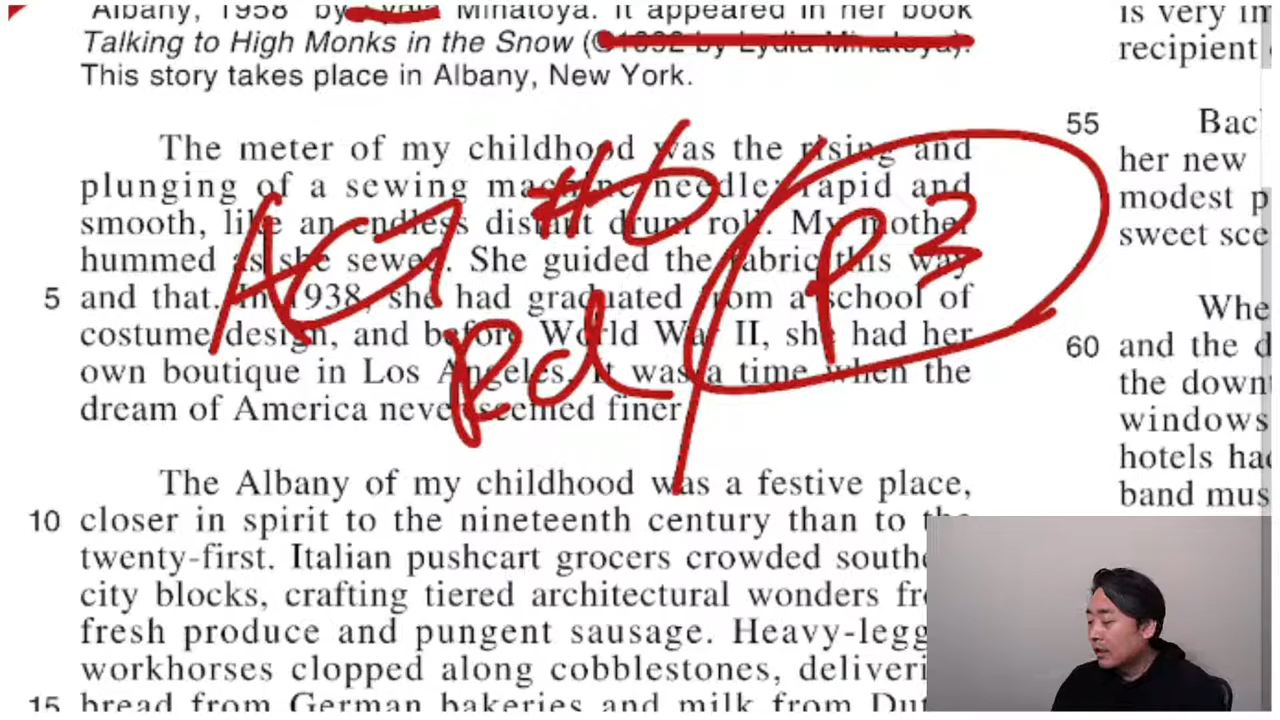 Albany, 1958 by Lydia Minatoya. It appeared in her book
Talking to High Monks in the Snow (©1992 by Lydia Minatoya).
This story takes place in Albany, New York.
The meter of my childhood was the rising and
plunging of a sewing machine needle: rapid and
smooth, like an endless distant drum roll. My mother
hummed as she sewed. She guided the fabric this way
5 and that. In 1938, she had graduated from a school of
costume design, and before World War II, she had her
own boutique in Los Angeles. It was a time when the
dream of America never seemed finer.
The Albany of my childhood was a festive place,
10 closer in spirit to the nineteenth century than to the
twenty-first. Italian pushcart grocers crowded southe
city blocks, crafting tiered architectural wonders fr
fresh produce and pungent sausage. Heavy-legg
workhorses clopped along cobblestones, deliveri
15 bread from German bakeries and milk from Dut
ACT #6
Rd
P3
is very im
recipient
55 Bac
her new
modest p
sweet sce
Whe
60 and the d
the down
windows
hotels ha
band mus